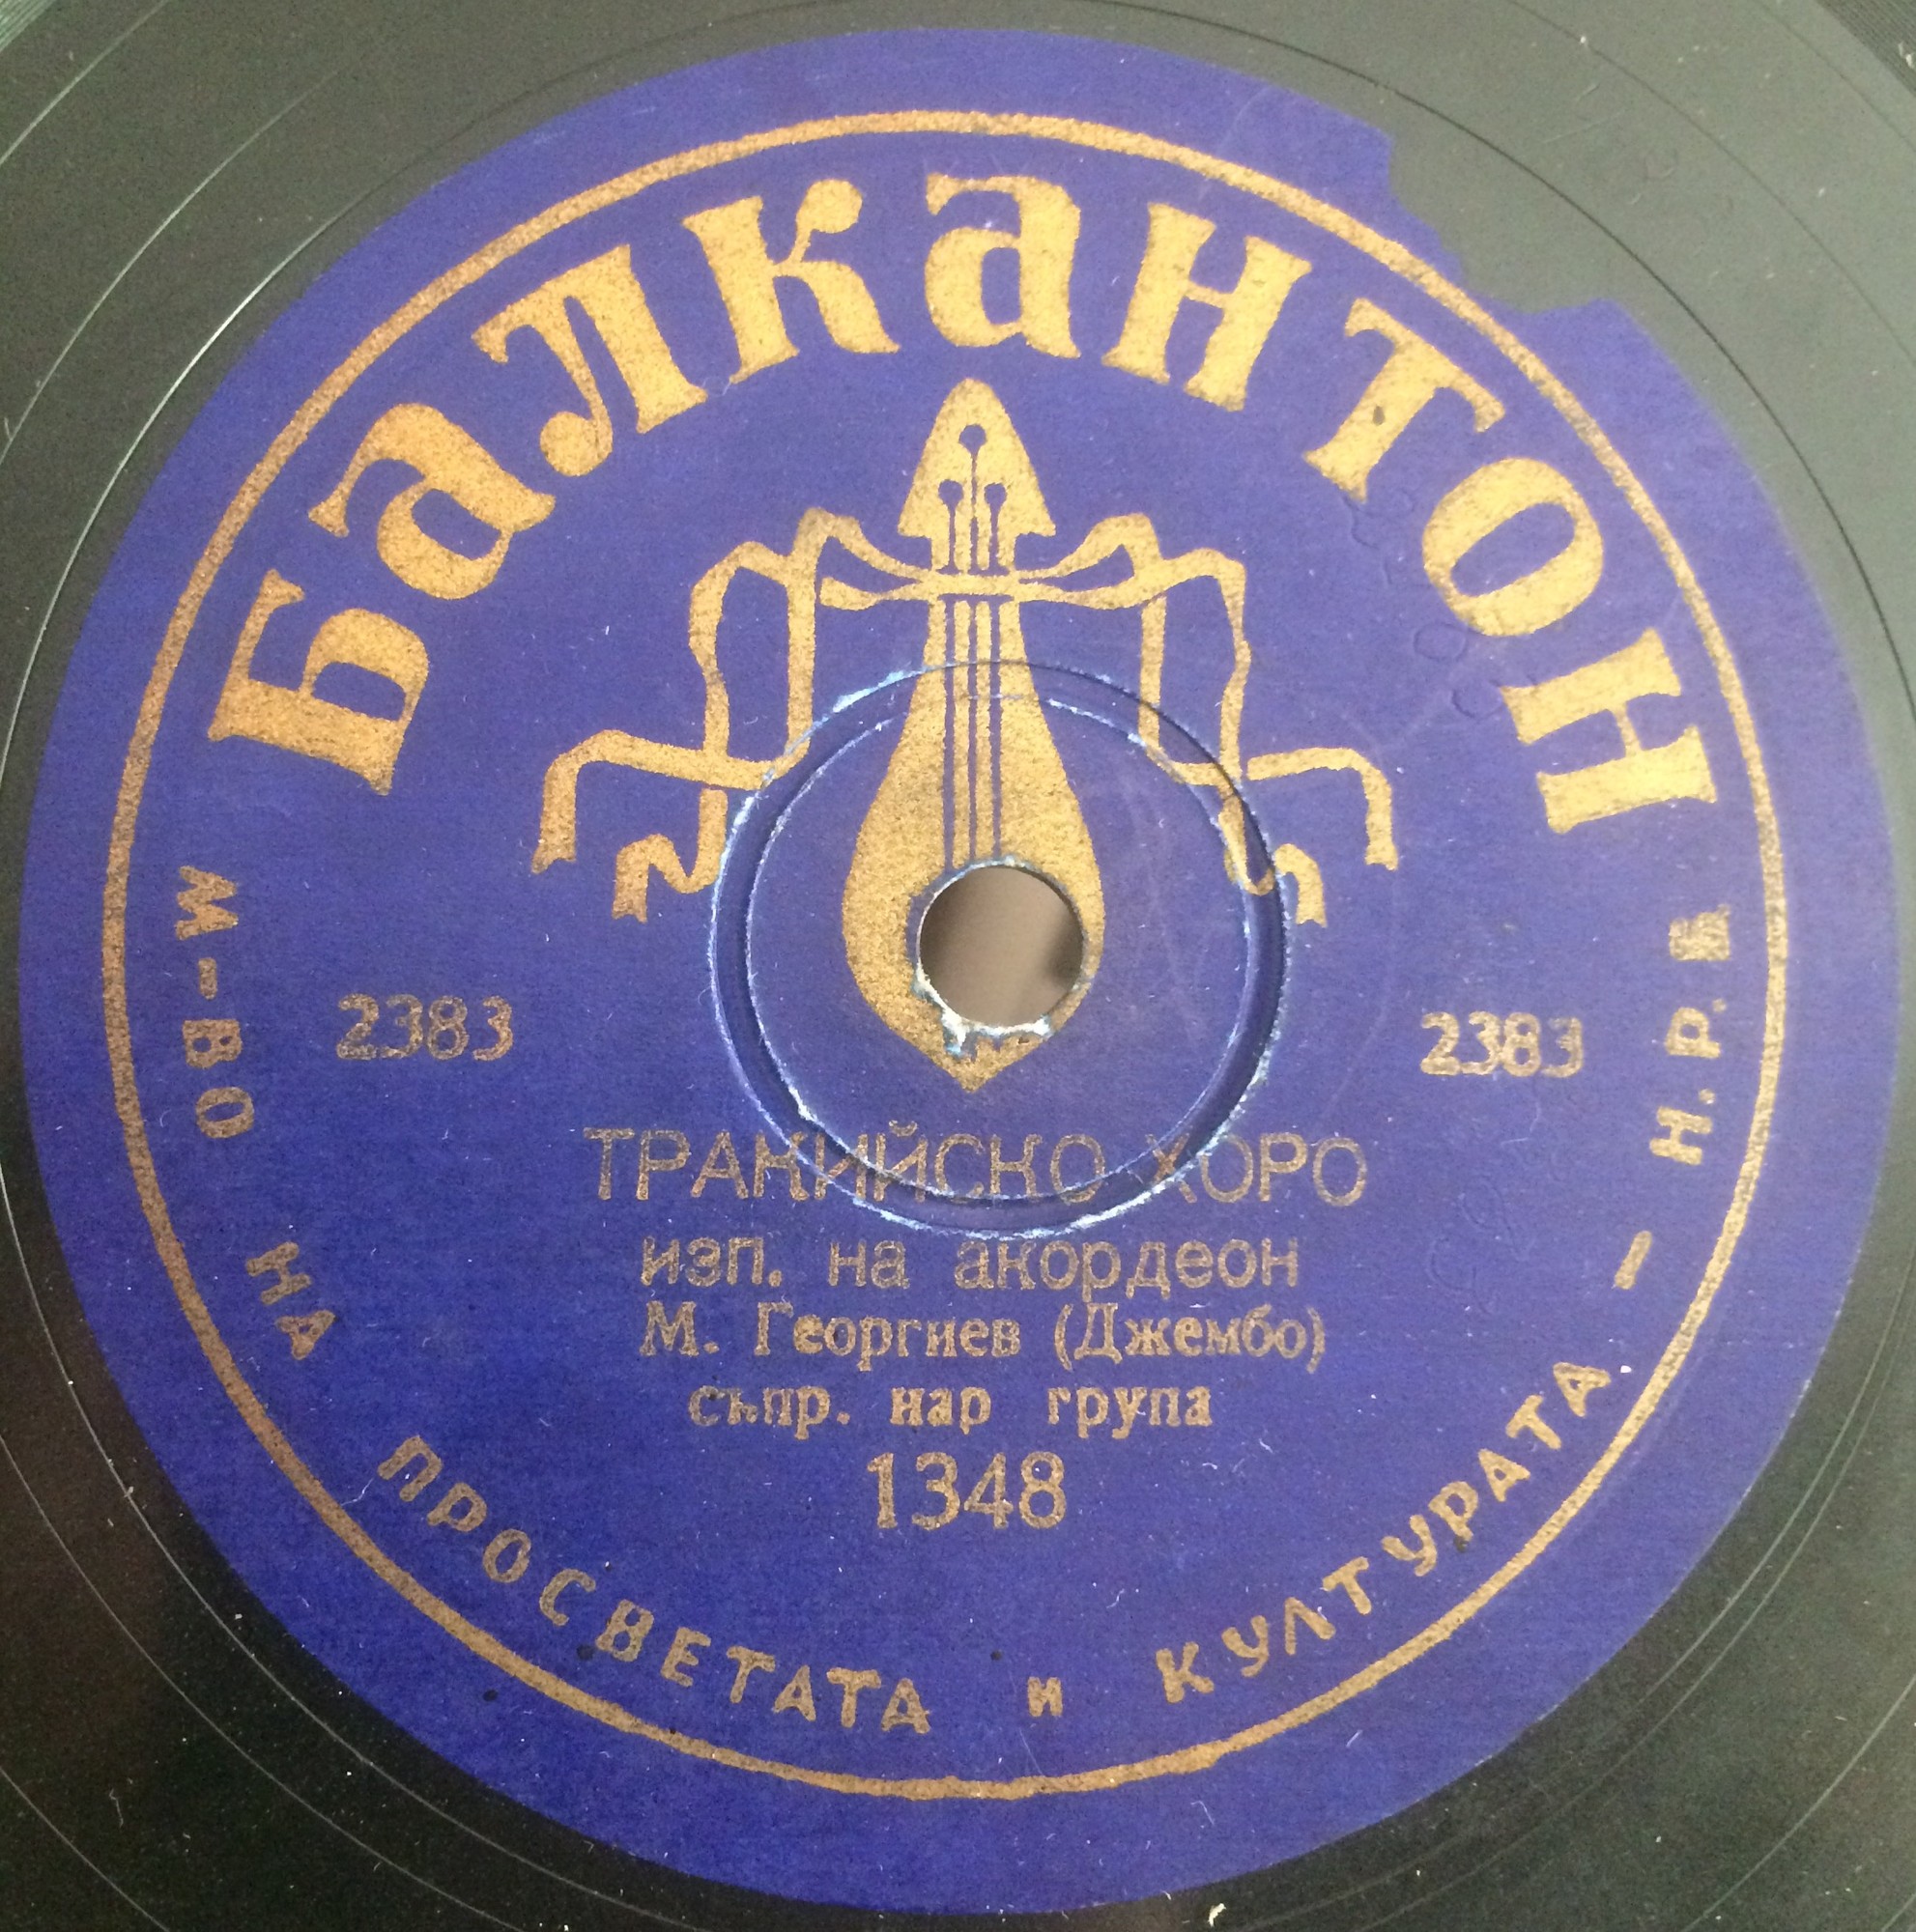 Балкантон
2383 2383
ТРАКИЙСКО ХОРО
изп. на акордеон
М. Георгиев (Джембо)
съпр. нар група
1348
М-ВО НА ПРОСВЕТАТА и КУЛТУРАТА - Н.Р.Б.